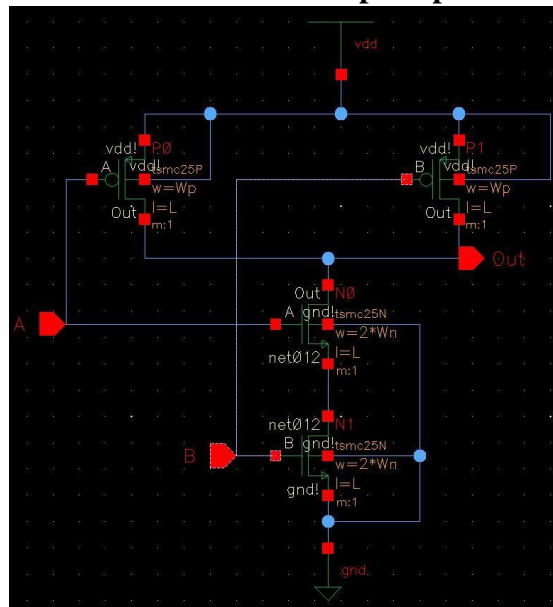 vdd
vdd! P0
A vdd! tsmc25P
w=Wp
l=L
Out m:1
vdd! P1
B vdd! tsmc25P
w=Wp
l=L
Out m:1
Out
Out N0
A gnd! tsmc25N
w=2*Wn
l=L
net012 m:1
A
net012 N1
B gnd! tsmc25N
w=2*Wn
l=L
gnd! m:1
B
gnd